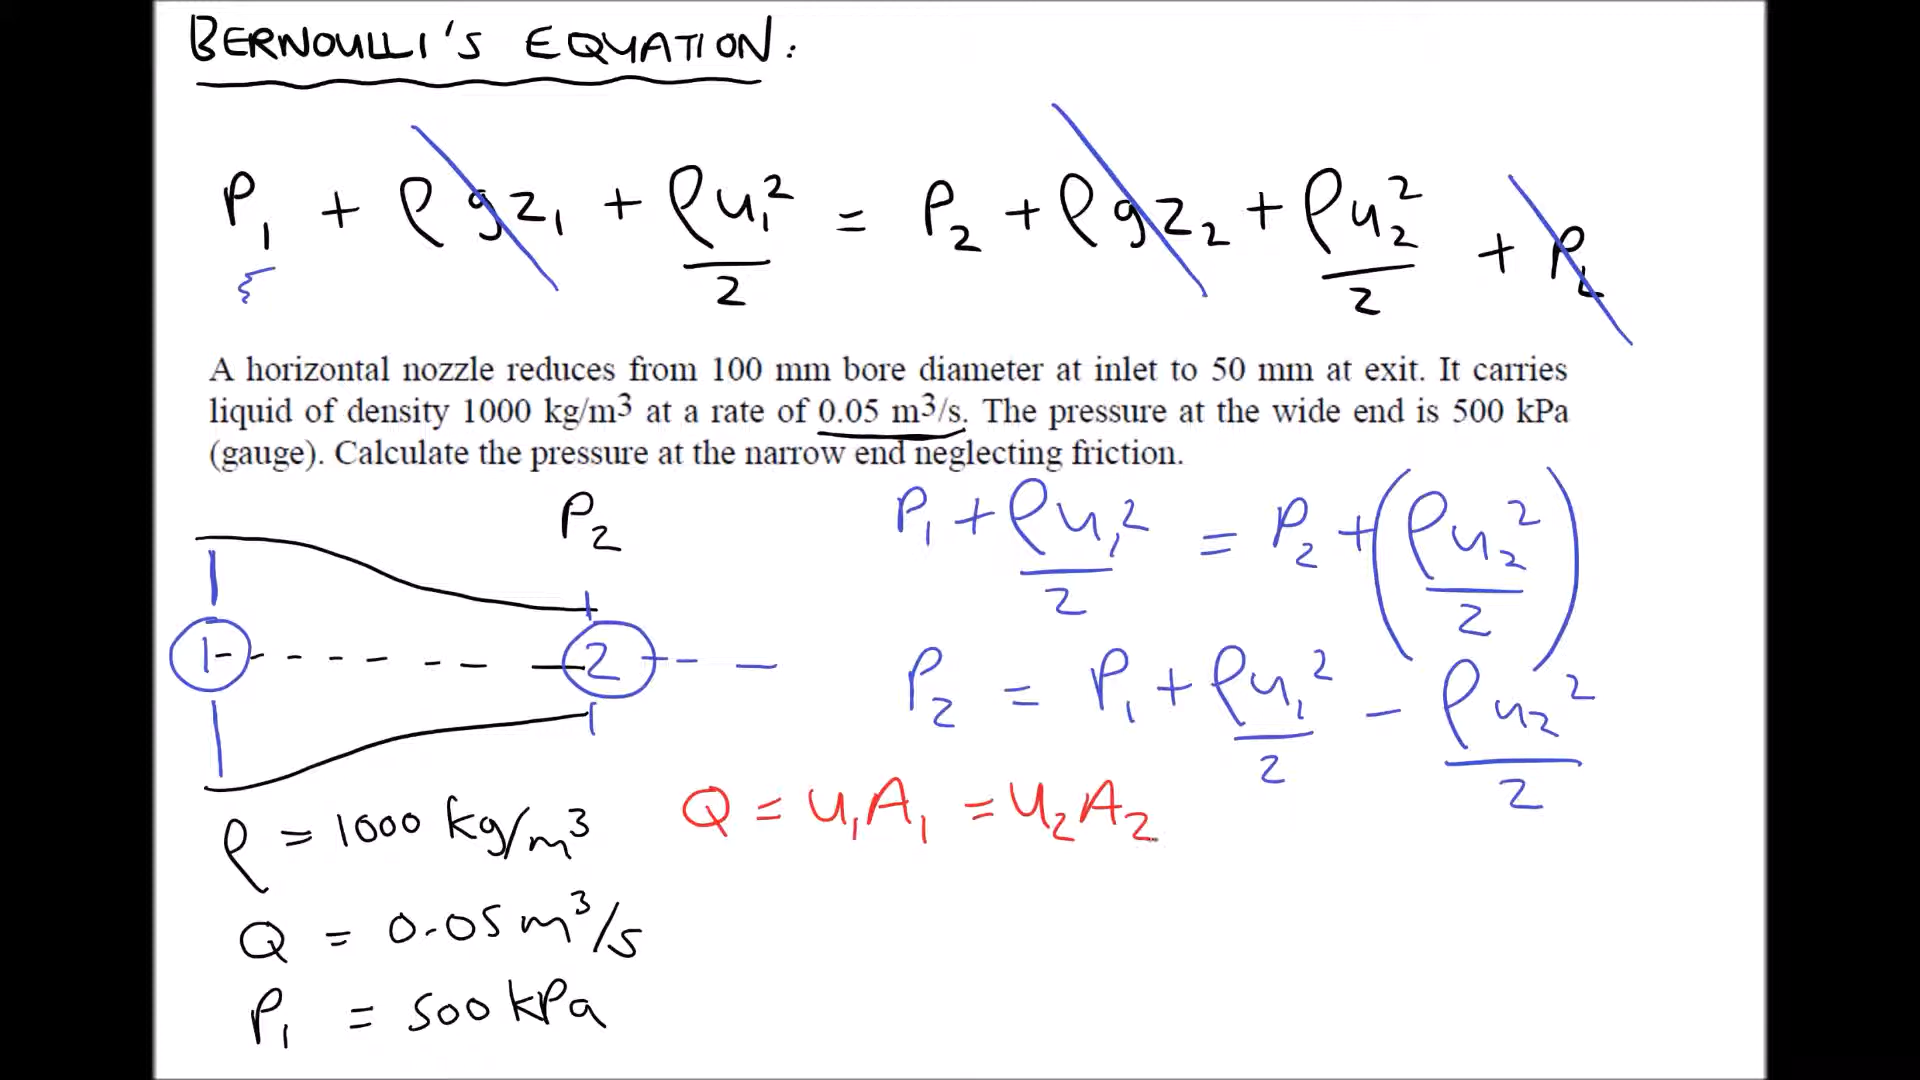 BERNOULLI'S EQUATION:
P₁ + ρgz₁ + ρu₁²/2 = P₂ + ρgz₂ + ρu₂²/2 + P_L
A horizontal nozzle reduces from 100 mm bore diameter at inlet to 50 mm at exit. It carries
liquid of density 1000 kg/m³ at a rate of 0.05 m³/s. The pressure at the wide end is 500 kPa
(gauge). Calculate the pressure at the narrow end neglecting friction.
P₂
P₁ + ρu₁²/2 = P₂ + (ρu₂²/2)
1
2
P₂ = P₁ + ρu₁²/2 - ρu₂²/2
Q = u₁A₁ = u₂A₂
ρ = 1000 kg/m³
Q = 0.05 m³/s
P₁ = 500 kPa